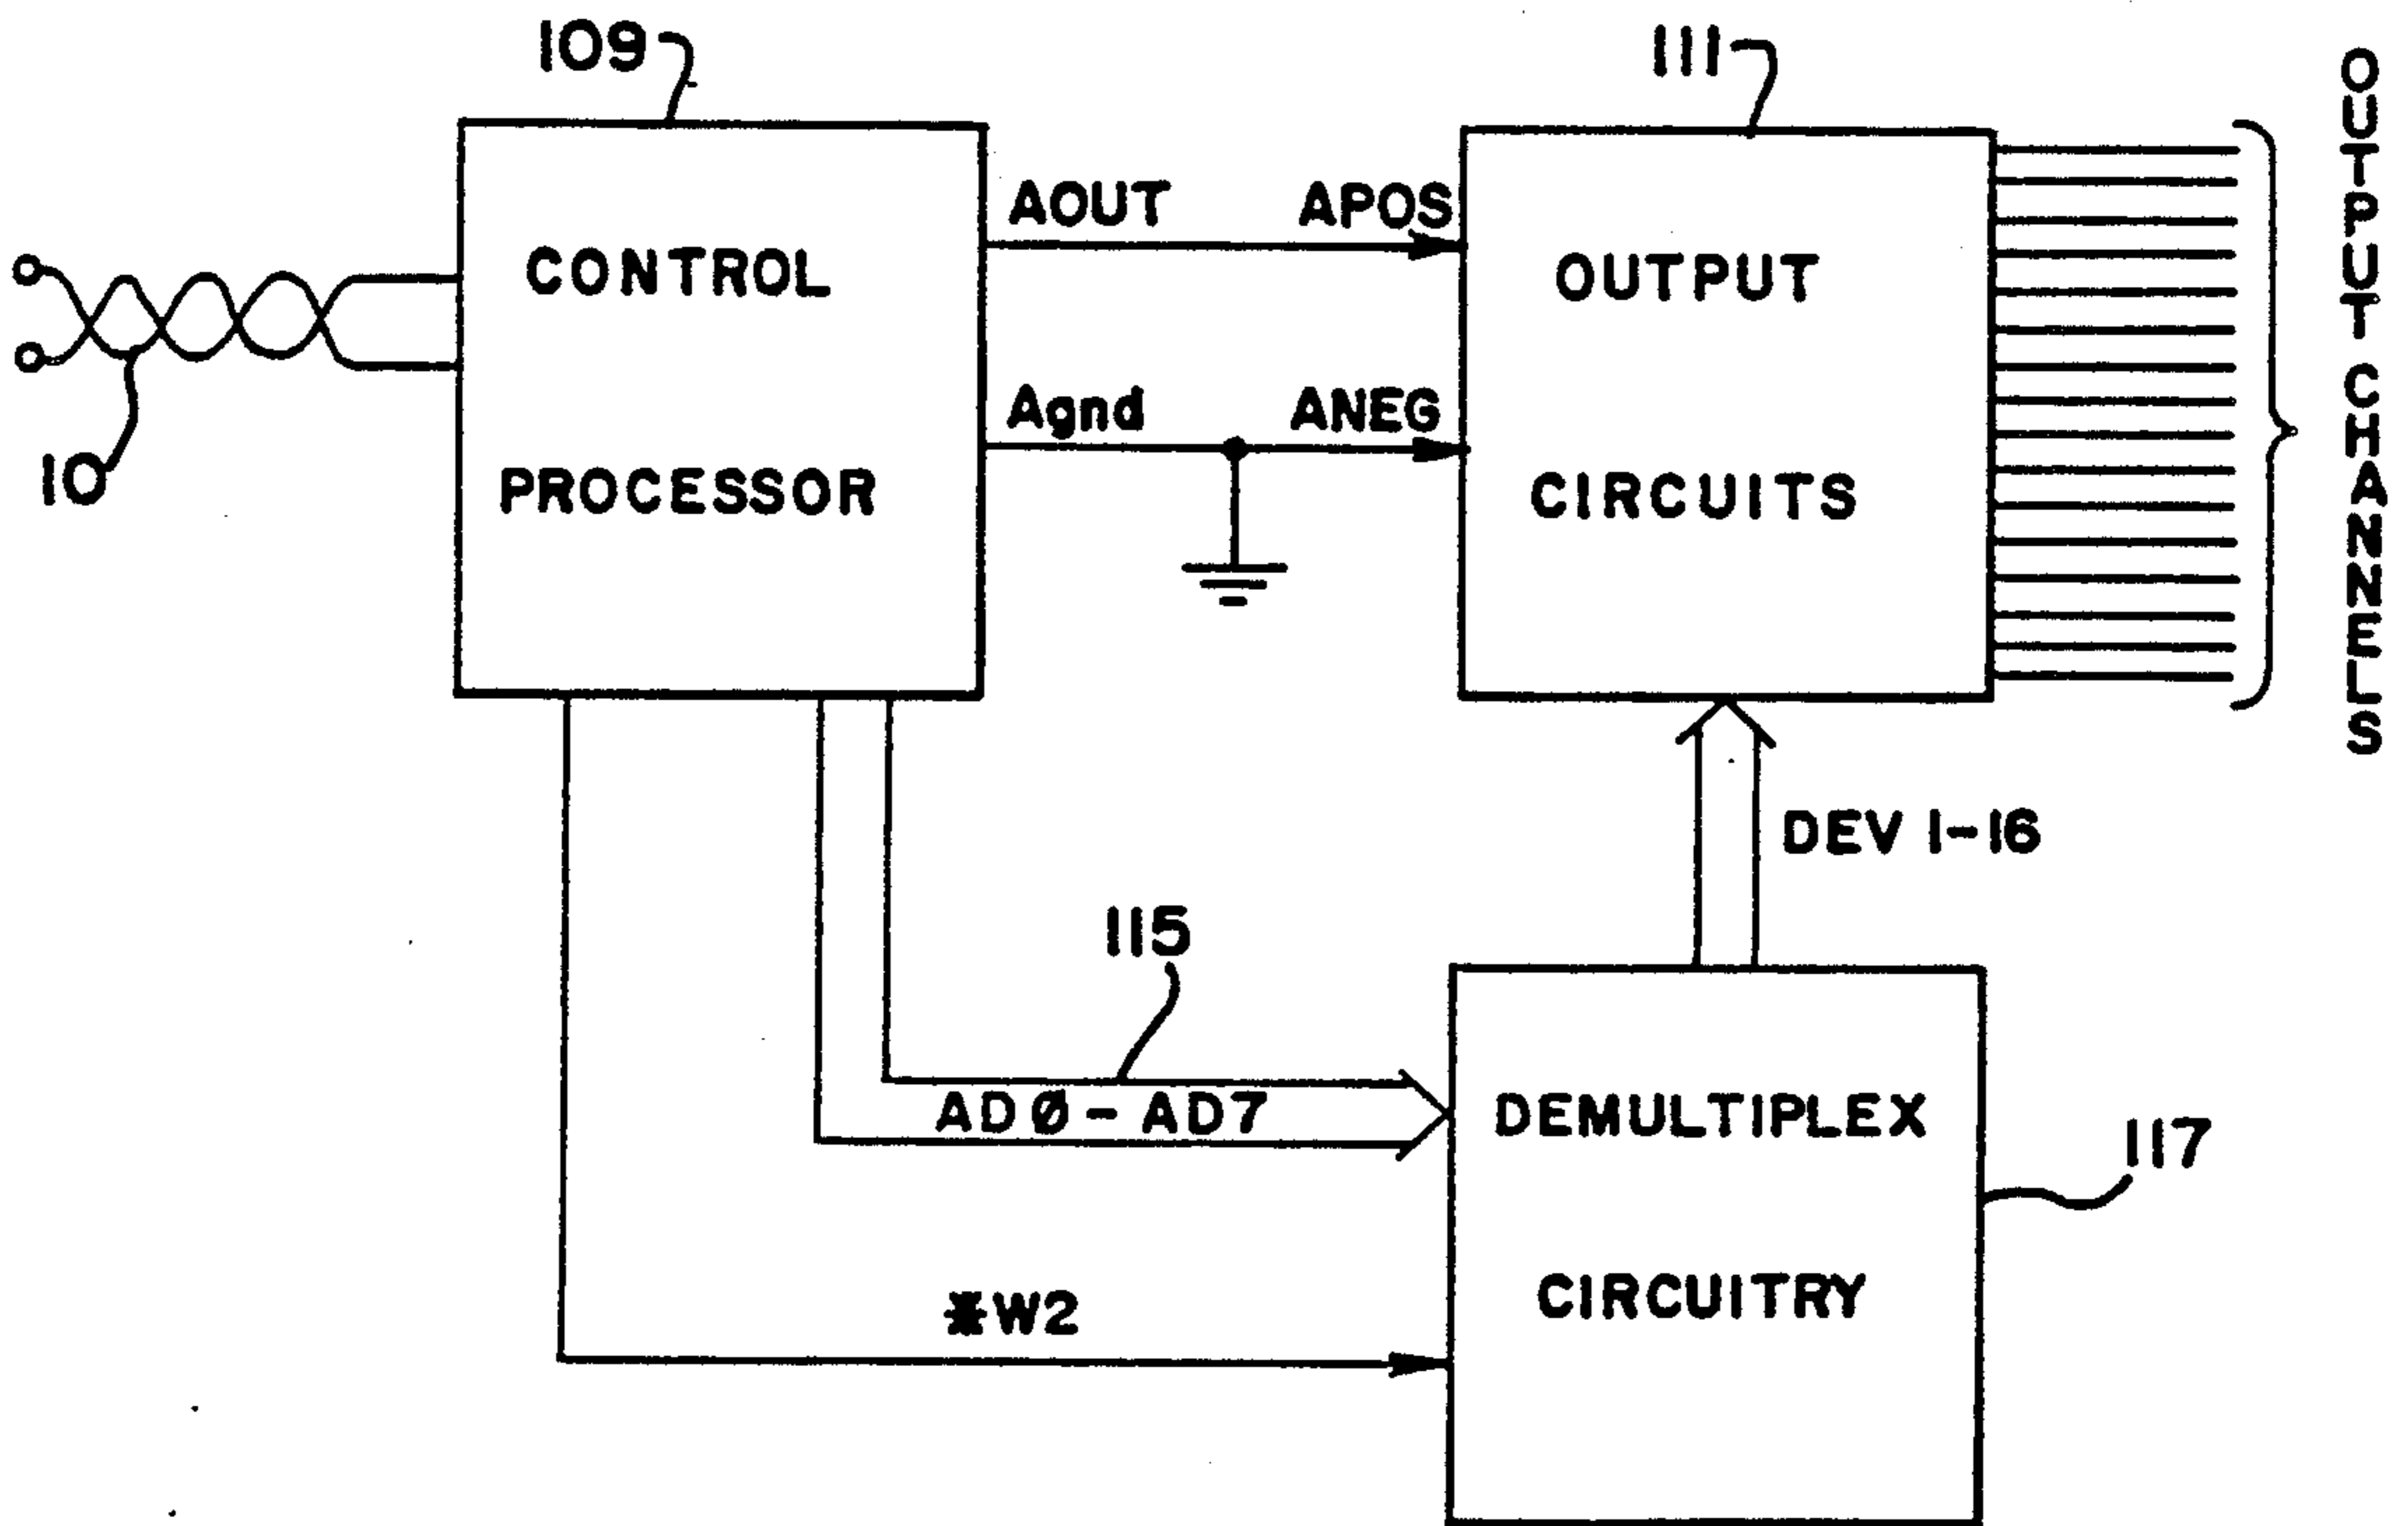 109
111
OUTPUT CHANNELS
AOUT
APOS
CONTROL
PROCESSOR
OUTPUT
CIRCUITS
Agnd
ANEG
10
DEV 1-16
115
ADØ-AD7
DEMULTIPLEX
CIRCUITRY
117
*W2